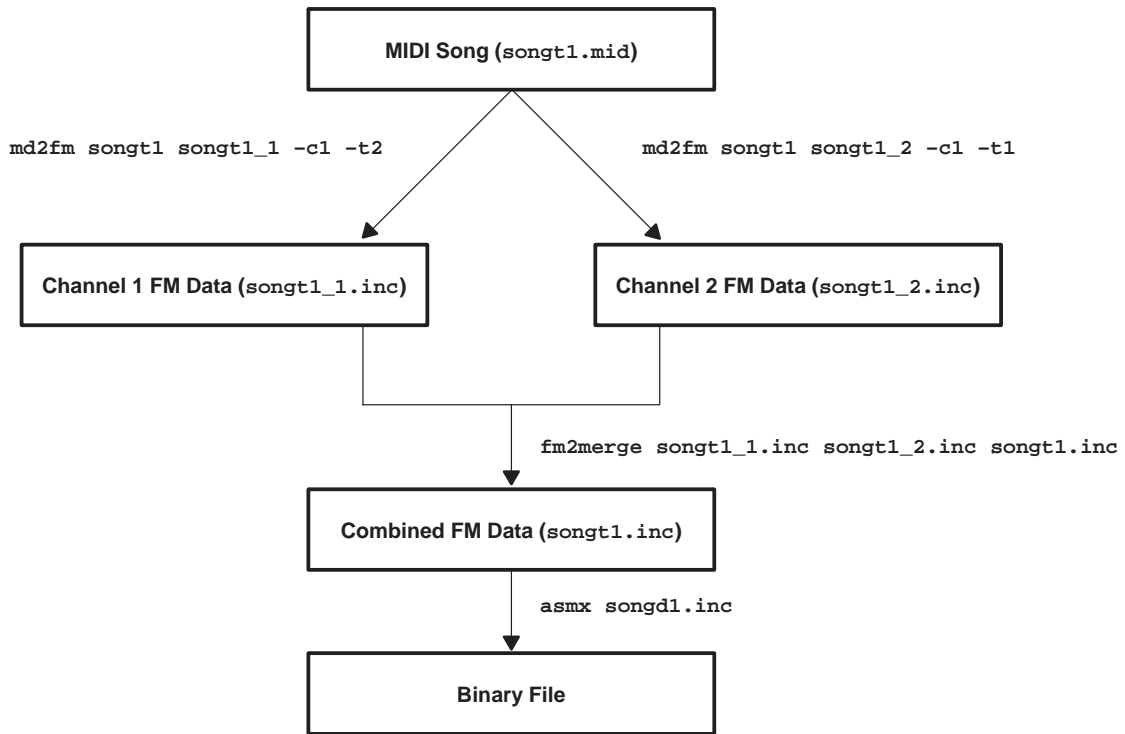 MIDI Song (songt1.mid)
md2fm songt1 songt1_1 –c1 –t2
md2fm songt1 songt1_2 –c1 –t1
Channel 1 FM Data (songt1_1.inc)
Channel 2 FM Data (songt1_2.inc)
fm2merge songt1_1.inc songt1_2.inc songt1.inc
Combined FM Data (songt1.inc)
asmx songd1.inc
Binary File